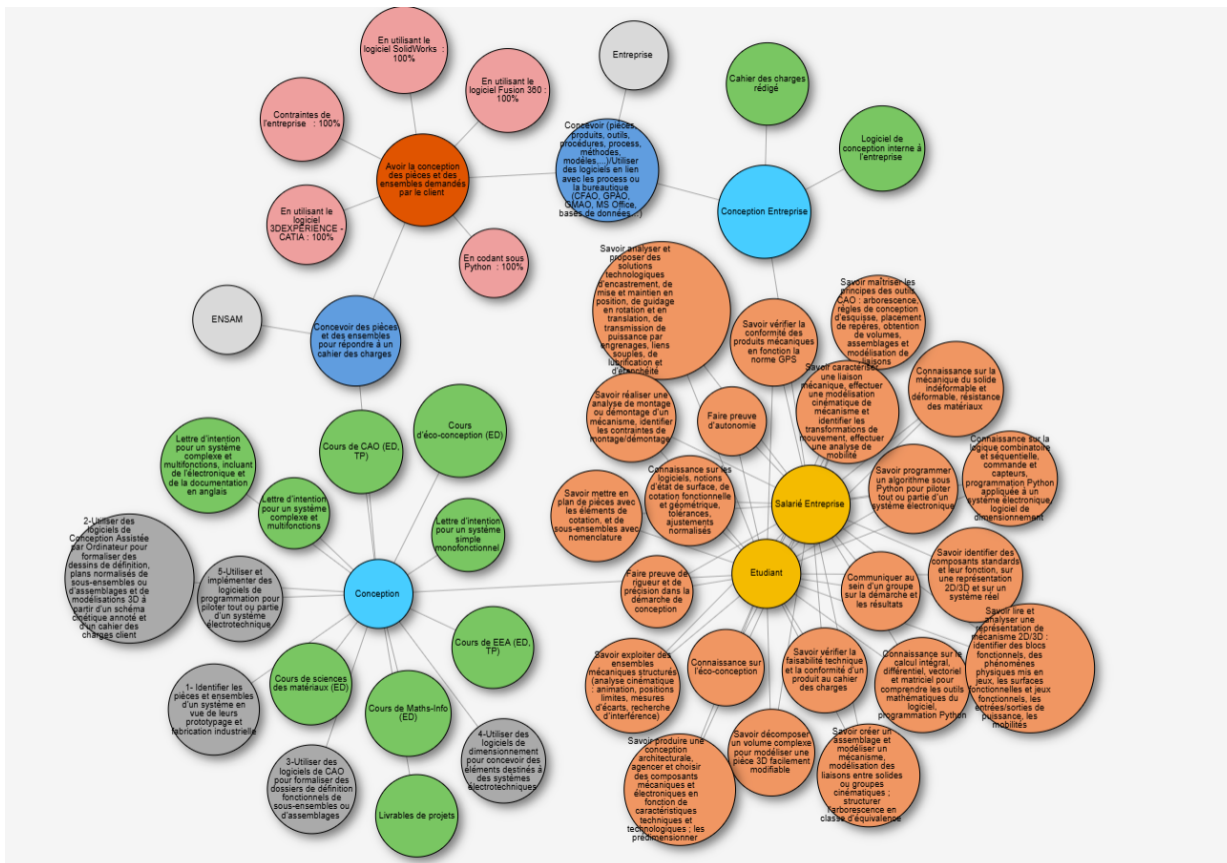 En utilisant le
logiciel SolidWorks :
100%
Entreprise
En utilisant le
logiciel Fusion 360 :
100%
Cahier des charges
rédigé
Contraintes de
l'entreprise : 100%
Concevoir (pièces,
produits, outils,
procédures, process,
méthodes,
modèles,...)/Utiliser
des logiciels en lien
avec les process ou
la bureautique
(CFAO, GPAO,
GMAO, MS Office,
bases de données...)
Logiciel de
conception interne à
l'entreprise
Avoir la conception
des pièces et des
ensembles demandés
par le client
Conception Entreprise
En utilisant le
logiciel
3DEXPERIENCE -
CATIA : 100%
En codant sous
Python : 100%
ENSAM
Concevoir des pièces
et des ensembles
pour répondre à un
cahier des charges
Savoir analyser et
proposer des
solutions
technologiques
d'encastrement, de
mise et maintien en
position, de guidage
en rotation et en
translation, de
transmission de
puissance par
engrenages, liens
souples, de
lubrification et
d'étanchéité
Savoir vérifier la
conformité des
produits mécaniques
en fonction la
norme GPS
Savoir maîtriser les
principes des outils
CAO : arborescence,
règles de conception
d'esquisse, placement
de repères, obtention
de volumes,
assemblages et
modélisation de
liaisons
Savoir caractériser
une liaison
mécanique, effectuer
une modélisation
cinématique de
mécanisme et
identifier les
transformations de
mouvement, effectuer
une analyse de
mobilité
Connaissance sur la
mécanique du solide
indéformable et
déformable, résistance
des matériaux
Savoir réaliser une
analyse de montage
ou démontage d'un
mécanisme, identifier
les contraintes de
montage/démontage
Faire preuve
d'autonomie
Cours de CAO (ED,
TP)
Cours
d'éco-conception (ED)
Lettre d'intention
pour un système
complexe et
multifonctions, incluant
de l'électronique et
de la documentation
en anglais
Lettre d'intention
pour un système
complexe et
multifonctions
Lettre d'intention
pour un système
simple
monofonctionnel
Savoir mettre en
plan de pièces avec
les éléments de
cotation, et de
sous-ensembles avec
nomenclature
Connaissance sur les
logiciels, notions
d'état de surface, de
cotation fonctionnelle
et géométrique,
tolérances,
ajustements normalisés
Salarié Entreprise
Savoir programmer
un algorithme sous
Python pour piloter
tout ou partie d'un
système électronique
Connaissance sur la
logique combinatoire
et séquentielle,
commande et
capteurs,
programmation Python
appliquée à un
système électronique,
logiciel de
dimensionnement
2-Utiliser des
logiciels de
Conception Assistée
par Ordinateur pour
formaliser des
dessins de définition,
plans normalisés de
sous-ensembles ou
d'assemblages et de
modélisations 3D à
partir d'un schéma
cinétique annoté et
d'un cahier des
charges client
5-Utiliser et
implémenter des
logiciels de
programmation pour
piloter tout ou partie
d'un système
électrotechnique
Conception
Faire preuve de
rigueur et de
précision dans la
démarche de
conception
Etudiant
Communiquer au
sein d'un groupe
sur la démarche et
les résultats
Savoir identifier des
composants standards
et leur fonction, sur
une représentation
2D/3D et sur un
système réel
Savoir lire et
analyser une
représentation de
mécanisme 2D/3D :
identifier des blocs
fonctionnels, des
phénomènes
physiques mis en
jeux, les surfaces
fonctionnelles et jeux
fonctionnels, les
entrées/sorties de
puissance, les
mobilités
Cours de EEA (ED,
TP)
Cours de sciences
des matériaux (ED)
1- Identifier les
pièces et ensembles
d'un système en
vue de leurs
prototypage et
fabrication industrielle
Cours de Maths-Info
(ED)
4-Utiliser des
logiciels de
dimensionnement
pour concevoir des
éléments destinés à
des systèmes
électrotechniques
3-Utiliser des
logiciels de CAO
pour formaliser des
dossiers de définition
fonctionnels de
sous-ensembles ou
d'assemblages
Livrables de projets
Savoir exploiter des
ensembles
mécaniques structurés
(analyse cinématique
: animation, positions
limites, mesures
d'écarts, recherche
d'interférence)
Connaissance sur
l'éco-conception
Savoir vérifier la
faisabilité technique
et la conformité d'un
produit au cahier
des charges
Connaissance sur le
calcul intégral,
différentiel, vectoriel
et matriciel pour
comprendre les outils
mathématiques du
logiciel,
programmation Python
Savoir produire une
conception
architecturale,
agencer et choisir
des composants
mécaniques et
électroniques en
fonction de
caractéristiques
techniques et
technologiques ; les
prédimensionner
Savoir décomposer
un volume complexe
pour modéliser une
pièce 3D facilement
modifiable
Savoir créer un
assemblage et
modéliser un
mécanisme,
modélisation des
liaisons entre solides
ou groupes
cinématiques ;
structurer
l'arborescence en
classe d'équivalence